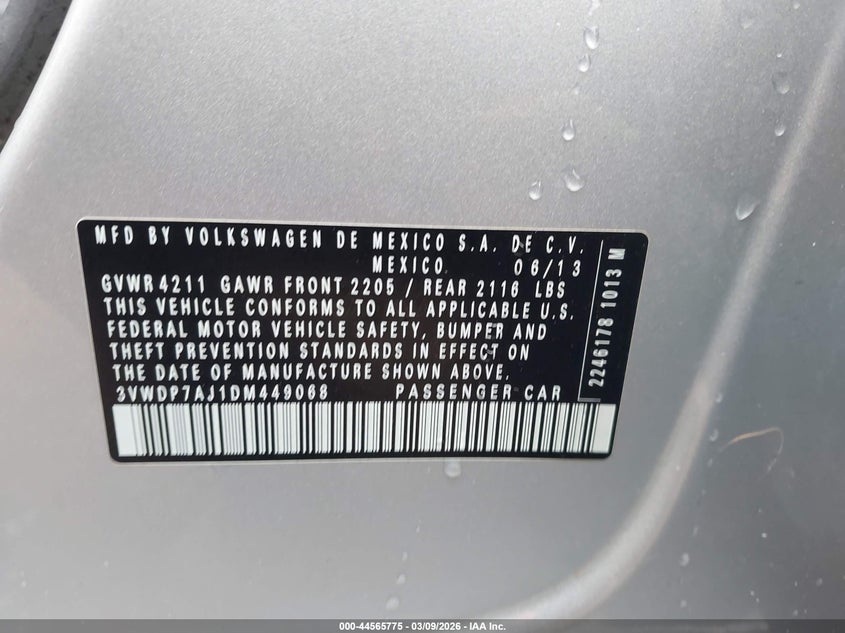 MFD BY VOLKSWAGEN DE MEXICO S.A. DE C.V.
MEXICO. 06/13
GVWR 4211 GAWR FRONT 2205 / REAR 2116 LBS
THIS VEHICLE CONFORMS TO ALL APPLICABLE U.S.
FEDERAL MOTOR VEHICLE SAFETY, BUMPER AND
THEFT PREVENTION STANDARDS IN EFFECT ON
THE DATE OF MANUFACTURE SHOWN ABOVE.
3VWDP7AJ1DM449068 PASSENGER CAR
2246178 1013 M
000-44565775 - 03/09/2026 - IAA Inc.